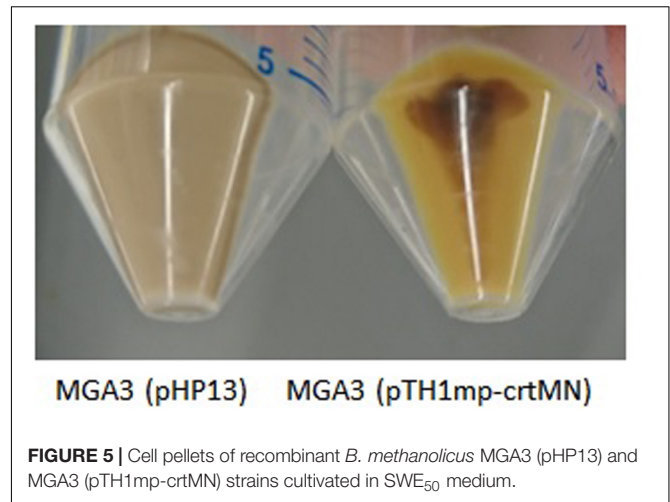 5
5
MGA3 (pHP13) MGA3 (pTH1mp-crtMN)
FIGURE 5 | Cell pellets of recombinant B. methanolicus MGA3 (pHP13) and
MGA3 (pTH1mp-crtMN) strains cultivated in SWE50 medium.